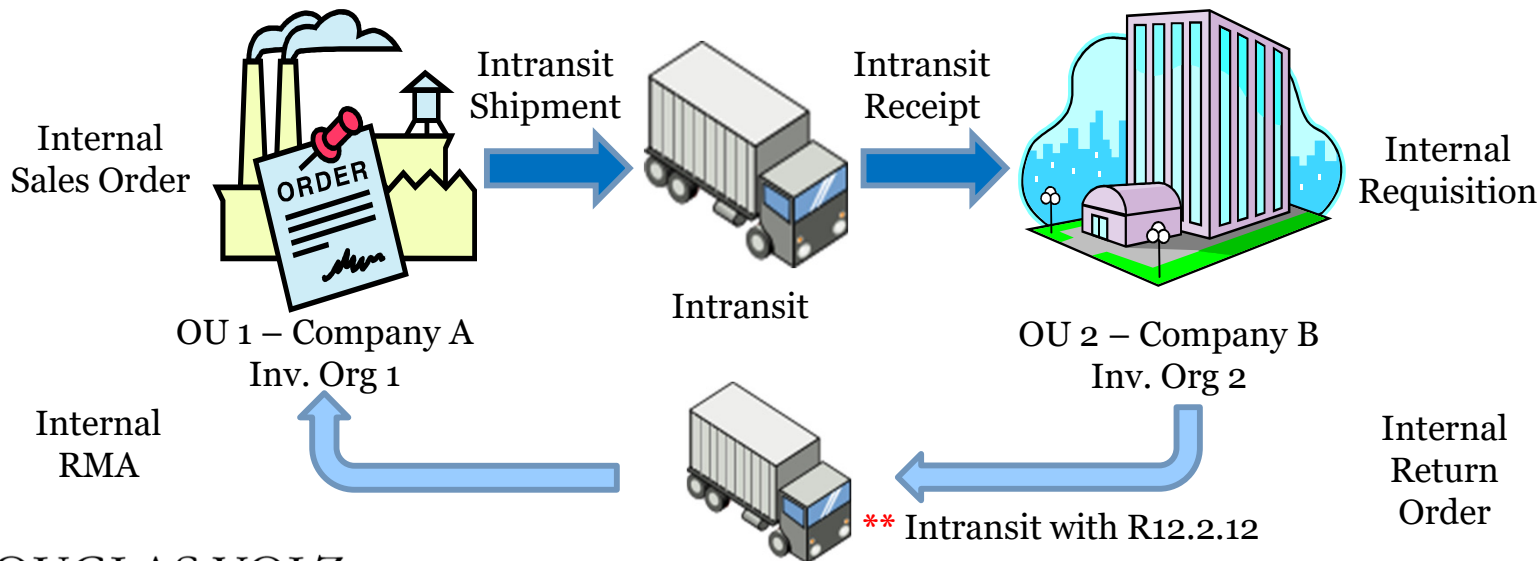 Intransit
Shipment
Intransit
Receipt
Internal
Sales Order
ORDER
Internal
Requisition
Intransit
OU 1 – Company A
Inv. Org 1
OU 2 – Company B
Inv. Org 2
Internal
RMA
Internal
Return
Order
** Intransit with R12.2.12